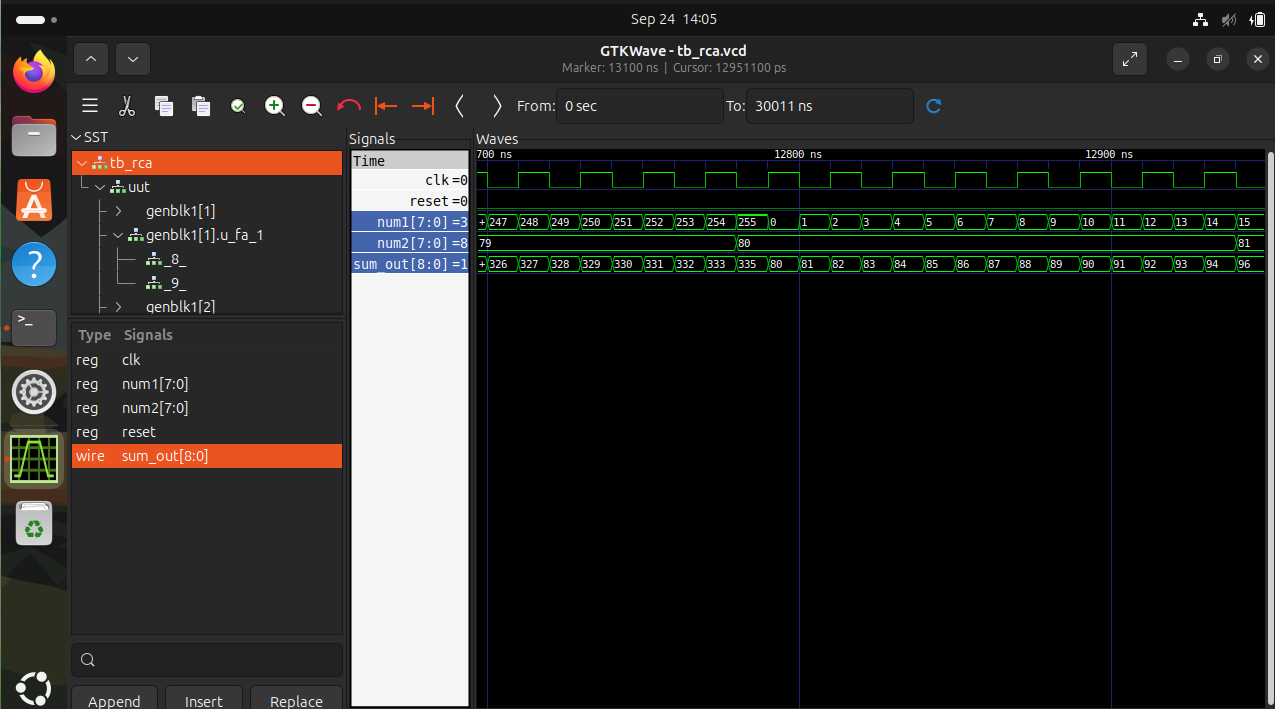 Sep 24 14:05
GTKWave - tb_rca.vcd
Marker: 13100 ns | Cursor: 12951100 ps
From: 0 sec To: 30011 ns
SST
tb_rca
uut
genblk1[1]
genblk1[1].u_fa_1
_8_
_9_
genblk1[2]
Type Signals
reg clk
reg num1[7:0]
reg num2[7:0]
reg reset
wire sum_out[8:0]
Append Insert Replace
Signals
Time
clk =0
reset =0
num1[7:0] =3
num2[7:0] =8
sum_out[8:0] =1
Waves
700 ns 12800 ns 12900 ns
+ 247 248 249 250 251 252 253 254 255 0 1 2 3 4 5 6 7 8 9 10 11 12 13 14 15
79 80 81
+ 326 327 328 329 330 331 332 333 335 80 81 82 83 84 85 86 87 88 89 90 91 92 93 94 96